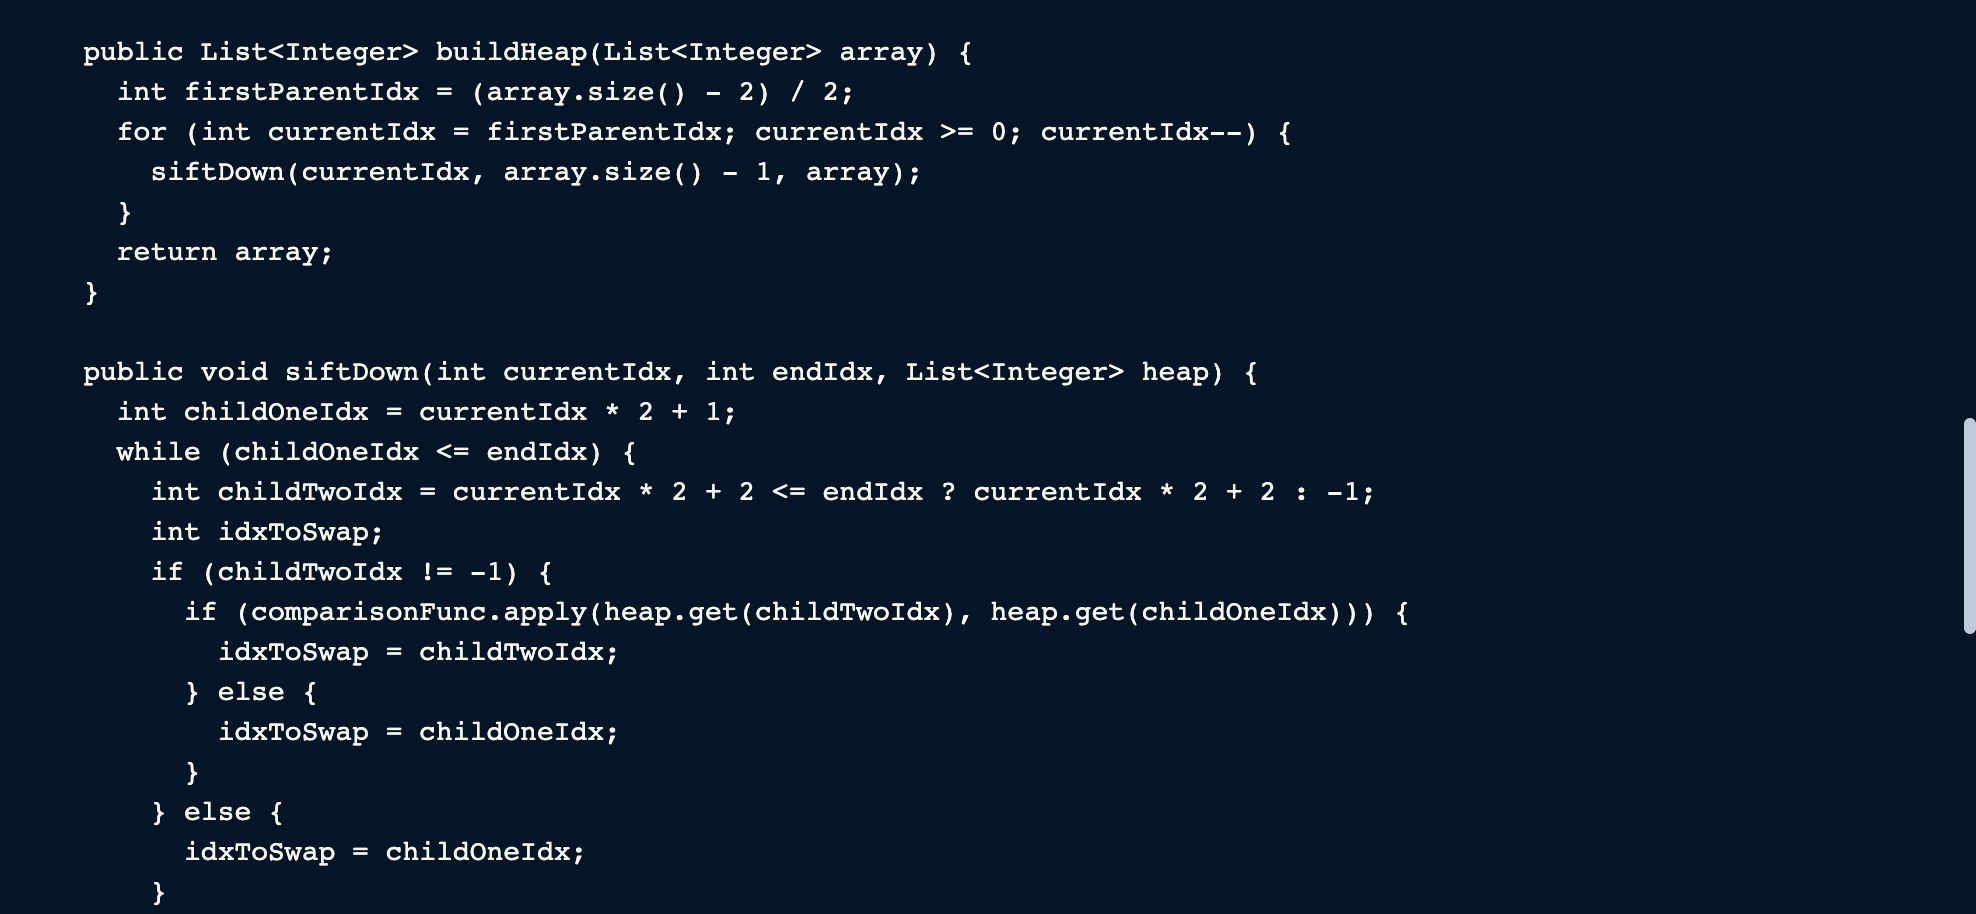 public List<Integer> buildHeap(List<Integer> array) {
  int firstParentIdx = (array.size() - 2) / 2;
  for (int currentIdx = firstParentIdx; currentIdx >= 0; currentIdx--) {
    siftDown(currentIdx, array.size() - 1, array);
  }
  return array;
}

public void siftDown(int currentIdx, int endIdx, List<Integer> heap) {
  int childOneIdx = currentIdx * 2 + 1;
  while (childOneIdx <= endIdx) {
    int childTwoIdx = currentIdx * 2 + 2 <= endIdx ? currentIdx * 2 + 2 : -1;
    int idxToSwap;
    if (childTwoIdx != -1) {
      if (comparisonFunc.apply(heap.get(childTwoIdx), heap.get(childOneIdx))) {
        idxToSwap = childTwoIdx;
      } else {
        idxToSwap = childOneIdx;
      }
    } else {
      idxToSwap = childOneIdx;
    }